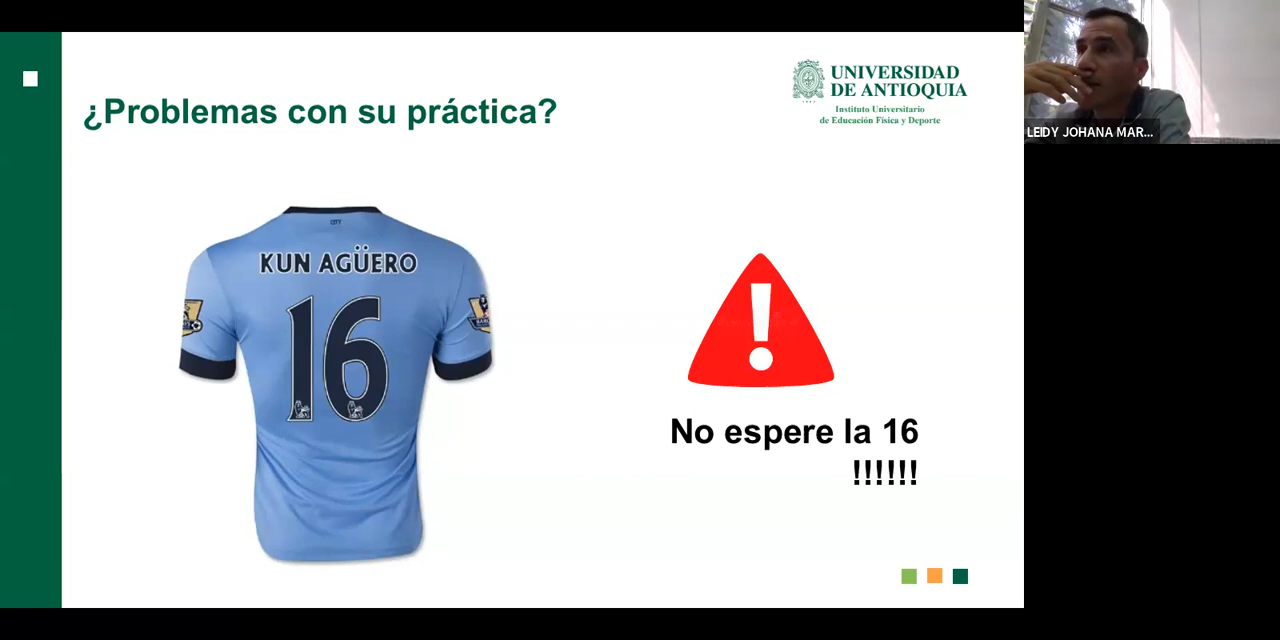 ¿Problemas con su práctica?
UNIVERSIDAD
DE ANTIOQUIA
Instituto Universitario
de Educación Física y Deporte
LEIDY JOHANA MAR...
CITY
KUN AGÜERO
16
No espere la 16
!!!!!!